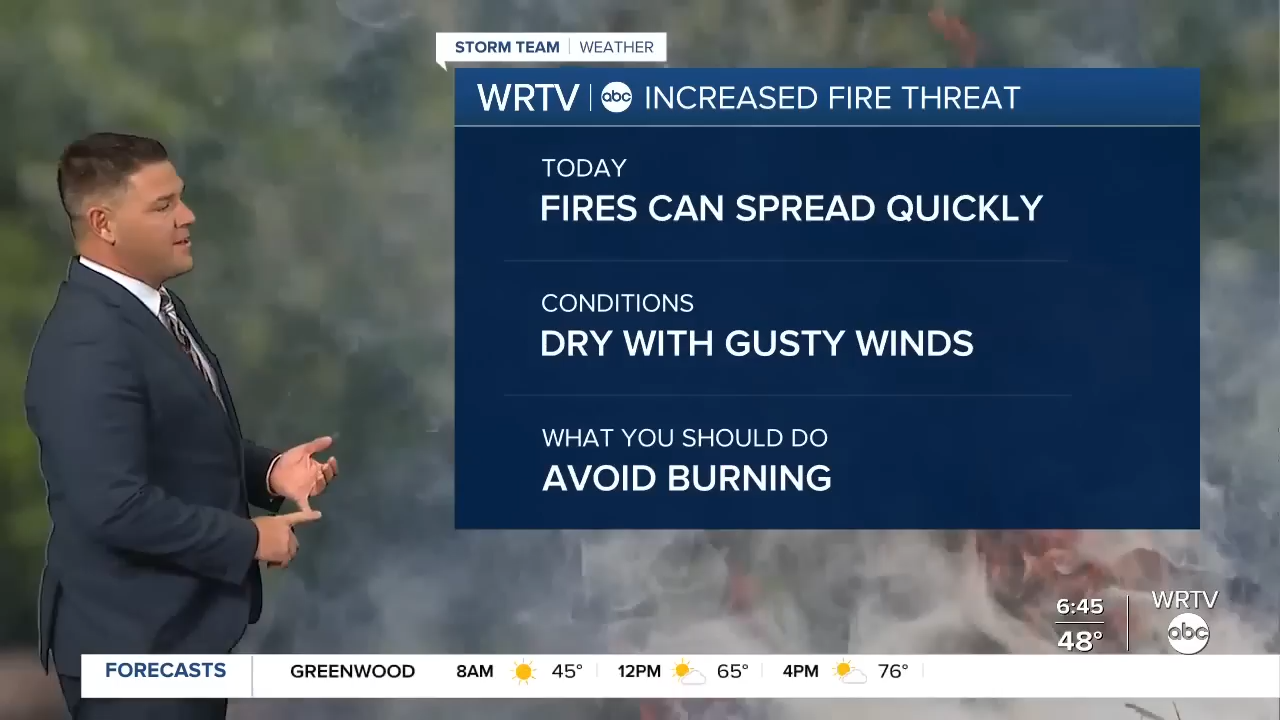 STORM TEAM | WEATHER
WRTV | abc INCREASED FIRE THREAT
TODAY
FIRES CAN SPREAD QUICKLY
CONDITIONS
DRY WITH GUSTY WINDS
WHAT YOU SHOULD DO
AVOID BURNING
6:45
48°
WRTV
abc
FORECASTS GREENWOOD 8AM 45° 12PM 65° 4PM 76°